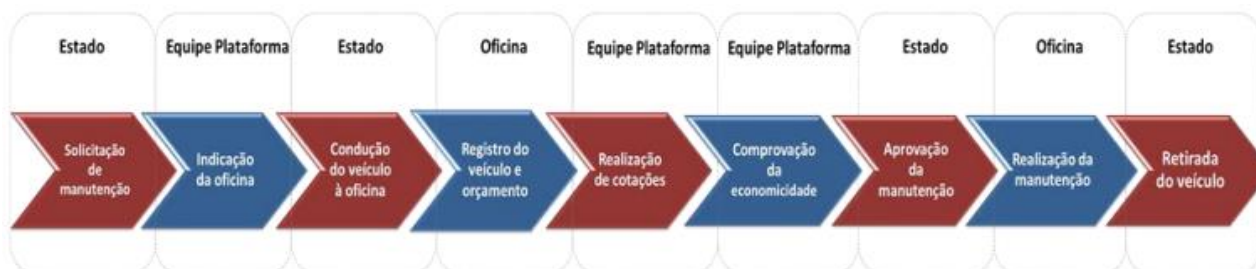 Estado
Equipe Plataforma
Estado
Oficina
Equipe Plataforma
Equipe Plataforma
Estado
Oficina
Estado
Solicitação
de
manutenção
Indicação
da oficina
Condução
do veículo
à oficina
Registro do
veículo e
orçamento
Realização
de cotações
Comprovação
da
economicidade
Aprovação
da
manutenção
Realização da
manutenção
Retirada
do veículo